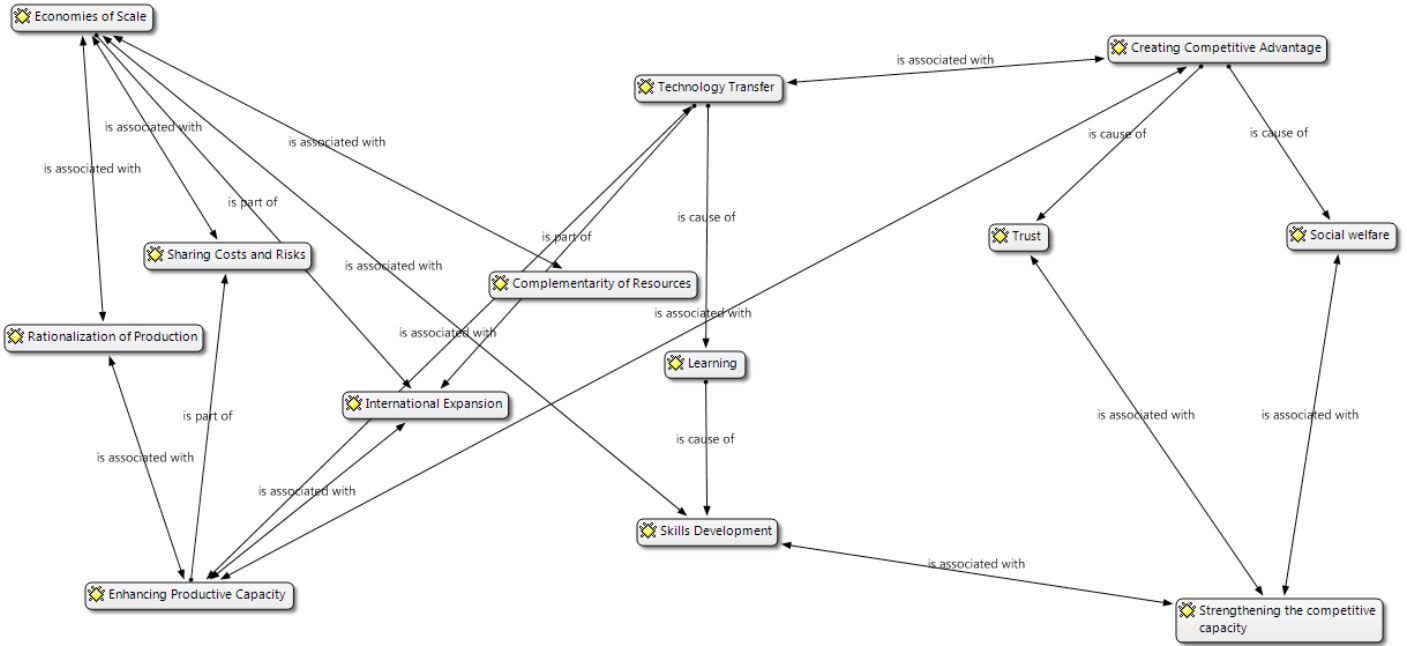 Economies of Scale
Creating Competitive Advantage
is associated with
Technology Transfer
is associated with
is cause of
is cause of
is associated with
is associated with
is part of
is cause of
Trust
Social welfare
is part of
Sharing Costs and Risks
is associated with
Complementarity of Resources
is associated with
Rationalization of Production
is associated with
Learning
International Expansion
is part of
is associated with
is associated with
is cause of
is associated with
is associated with
Skills Development
is associated with
Enhancing Productive Capacity
Strengthening the competitive
capacity